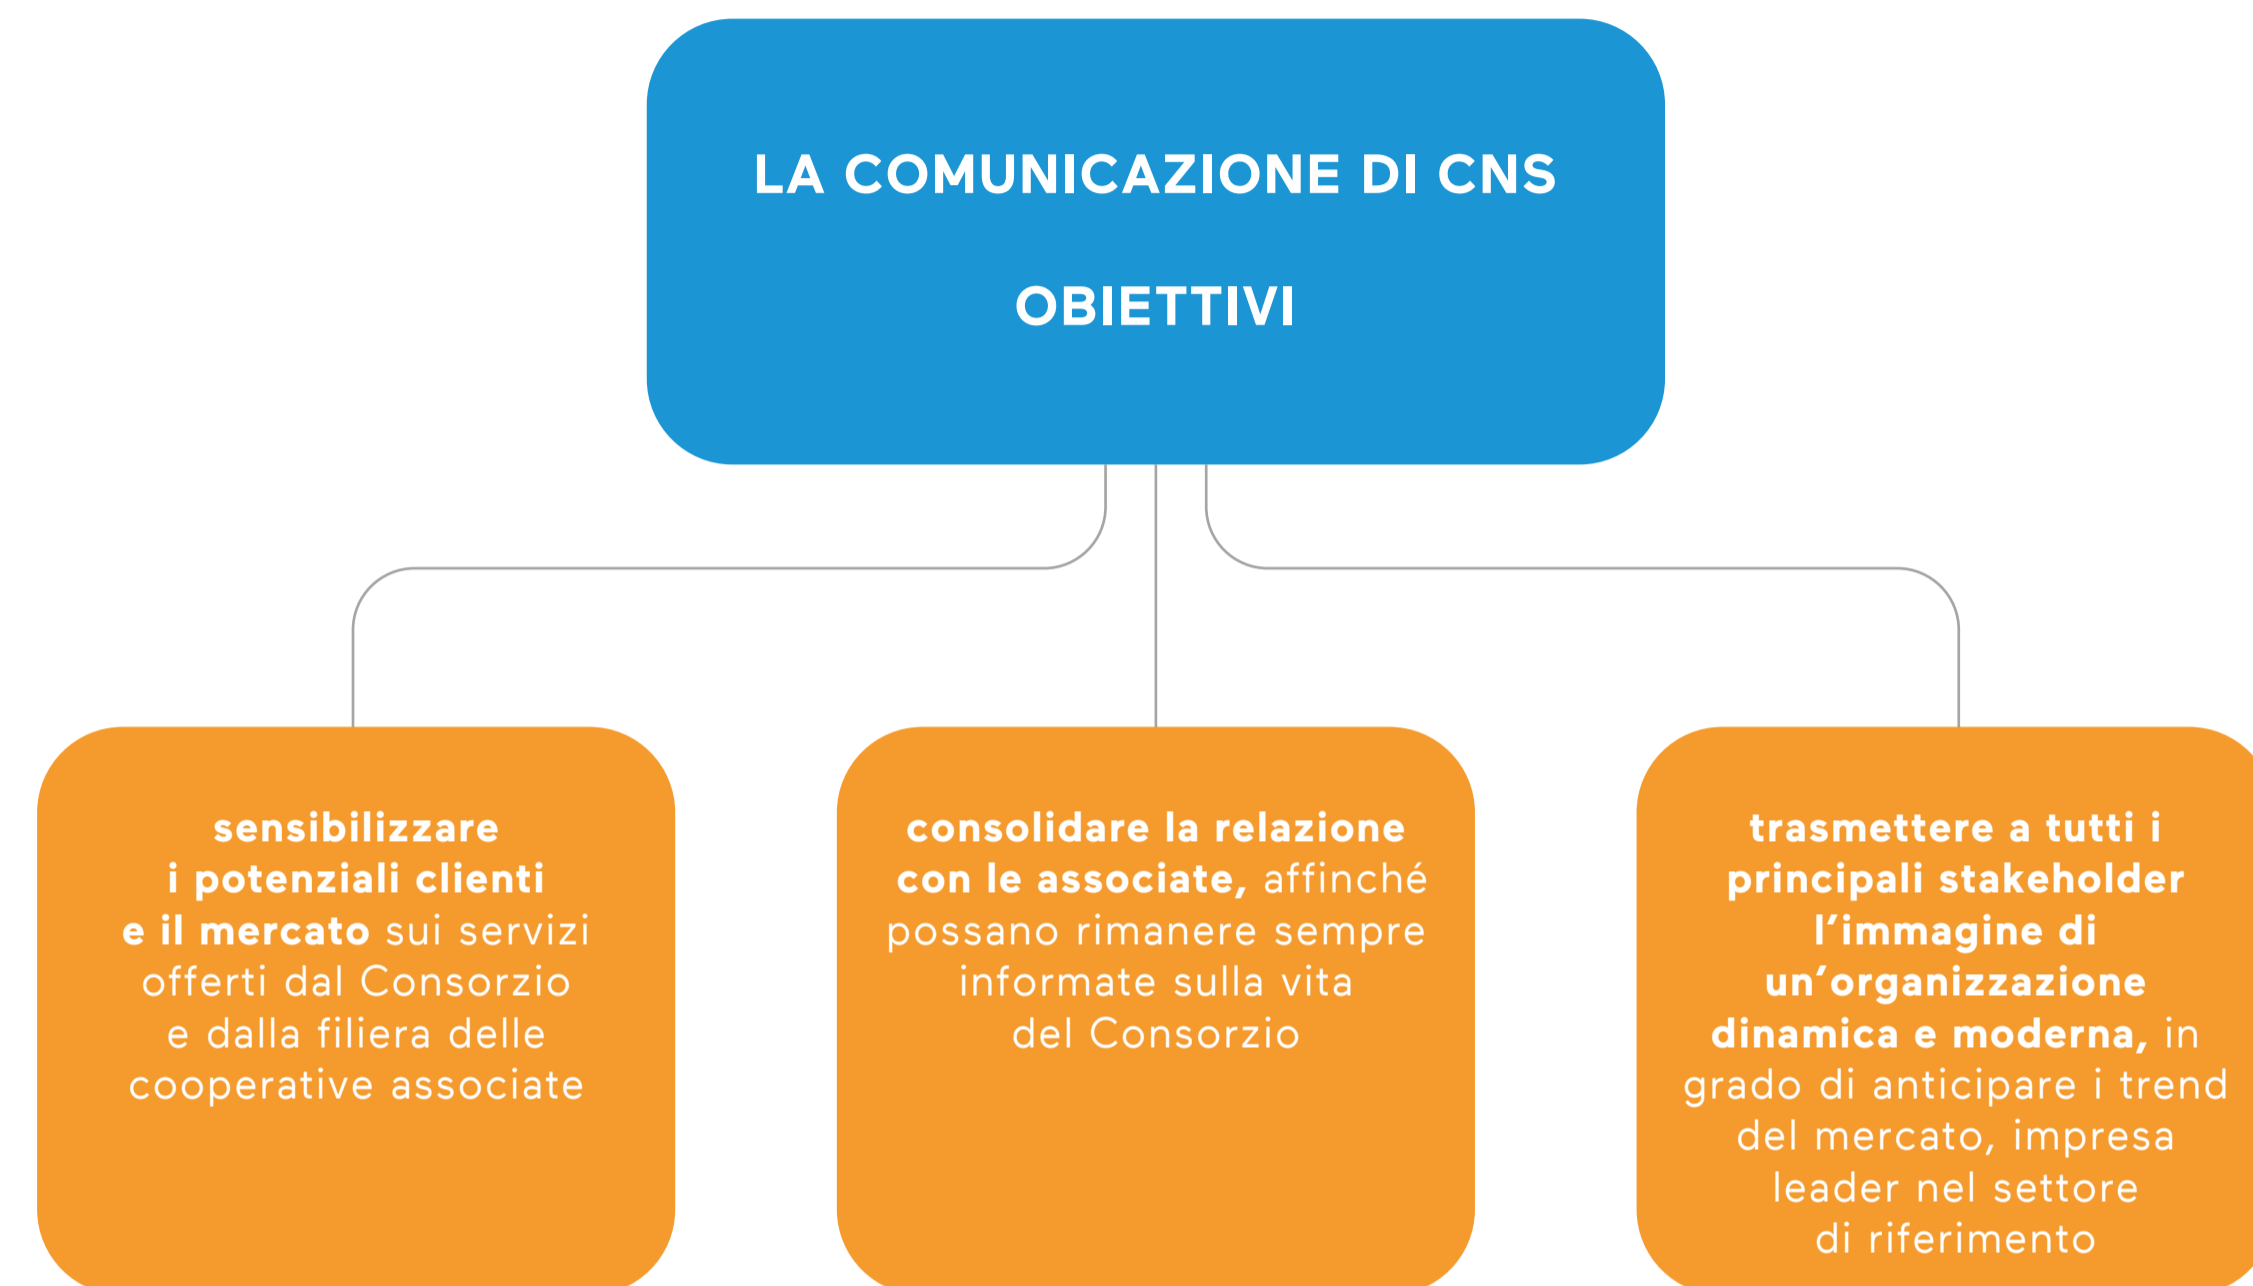 LA COMUNICAZIONE DI CNS
OBIETTIVI
sensibilizzare
i potenziali clienti
e il mercato sui servizi
offerti dal Consorzio
e dalla filiera delle
cooperative associate
consolidare la relazione
con le associate, affinché
possano rimanere sempre
informate sulla vita
del Consorzio
trasmettere a tutti i
principali stakeholder
l’immagine di
un’organizzazione
dinamica e moderna, in
grado di anticipare i trend
del mercato, impresa
leader nel settore
di riferimento